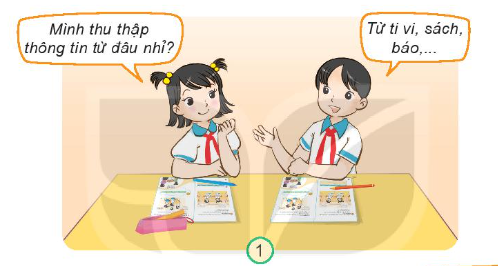 Mình thu thập
thông tin từ đâu nhỉ?
Từ ti vi, sách,
báo,...
1